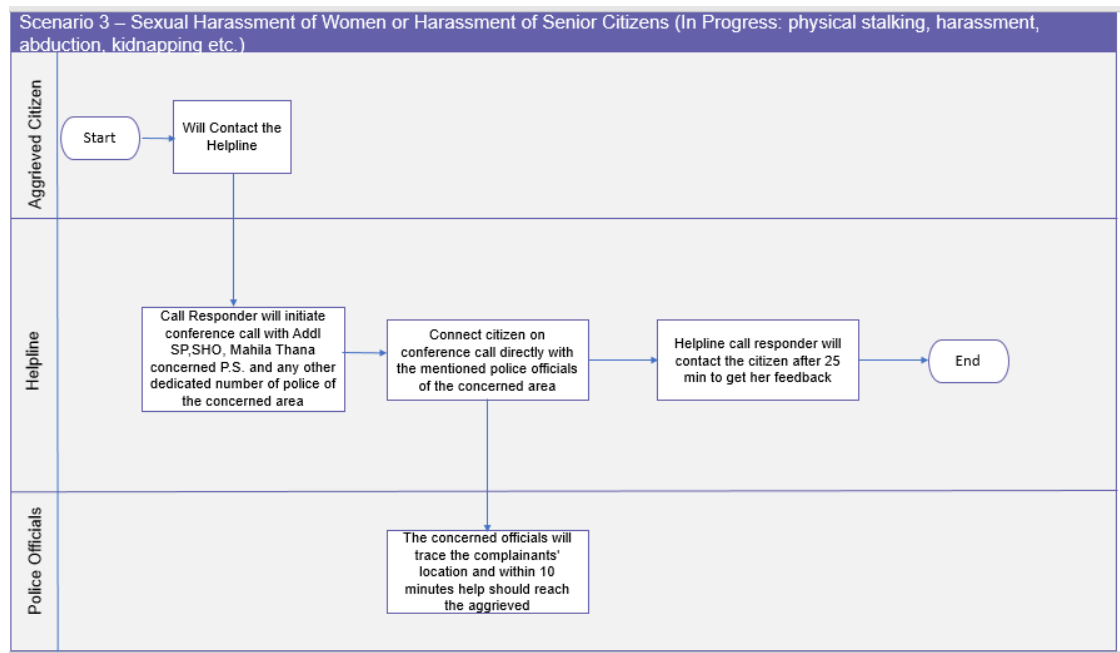 Scenario 3 – Sexual Harassment of Women or Harassment of Senior Citizens (In Progress: physical stalking, harassment,
abduction, kidnapping etc.)
Aggrieved Citizen
Start
Will Contact the
Helpline
Helpline
Call Responder will initiate
conference call with Addl
SP,SHO, Mahila Thana
concerned P.S. and any other
dedicated number of police of
the concerned area
Connect citizen on
conference call directly with
the mentioned police officials
of the concerned area
Helpline call responder will
contact the citizen after 25
min to get her feedback
End
Police Officials
The concerned officials will
trace the complainants'
location and within 10
minutes help should reach
the aggrieved